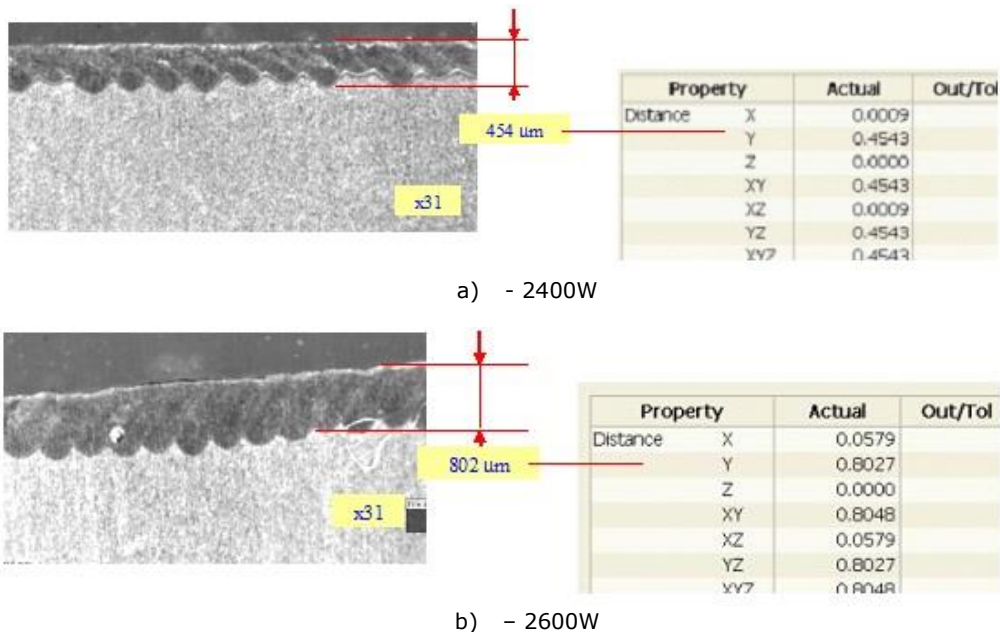 Property Actual Out/Tol
Distance X 0.0009
Y 0.4543
Z 0.0000
XY 0.4543
XZ 0.0009
YZ 0.4543
XYZ 0.4543
454 um
x31
a) - 2400W
Property Actual Out/Tol
Distance X 0.0579
Y 0.8027
Z 0.0000
XY 0.8048
XZ 0.0579
YZ 0.8027
XYZ 0.8048
802 um
x31
b) – 2600W